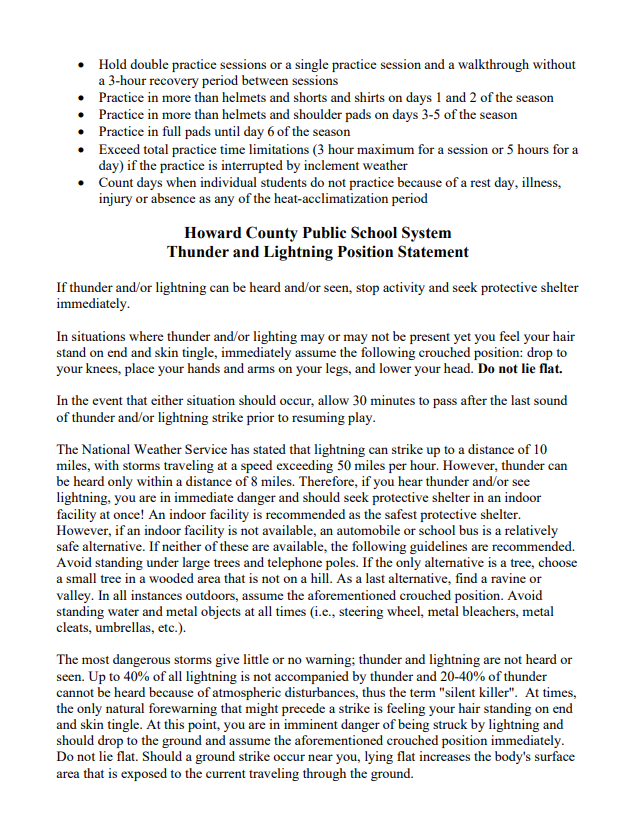 • Hold double practice sessions or a single practice session and a walkthrough without
a 3-hour recovery period between sessions
• Practice in more than helmets and shorts and shirts on days 1 and 2 of the season
• Practice in more than helmets and shoulder pads on days 3-5 of the season
• Practice in full pads until day 6 of the season
• Exceed total practice time limitations (3 hour maximum for a session or 5 hours for a
day) if the practice is interrupted by inclement weather
• Count days when individual students do not practice because of a rest day, illness,
injury or absence as any of the heat-acclimatization period
Howard County Public School System
Thunder and Lightning Position Statement
If thunder and/or lightning can be heard and/or seen, stop activity and seek protective shelter
immediately.
In situations where thunder and/or lighting may or may not be present yet you feel your hair
stand on end and skin tingle, immediately assume the following crouched position: drop to
your knees, place your hands and arms on your legs, and lower your head. Do not lie flat.
In the event that either situation should occur, allow 30 minutes to pass after the last sound
of thunder and/or lightning strike prior to resuming play.
The National Weather Service has stated that lightning can strike up to a distance of 10
miles, with storms traveling at a speed exceeding 50 miles per hour. However, thunder can
be heard only within a distance of 8 miles. Therefore, if you hear thunder and/or see
lightning, you are in immediate danger and should seek protective shelter in an indoor
facility at once! An indoor facility is recommended as the safest protective shelter.
However, if an indoor facility is not available, an automobile or school bus is a relatively
safe alternative. If neither of these are available, the following guidelines are recommended.
Avoid standing under large trees and telephone poles. If the only alternative is a tree, choose
a small tree in a wooded area that is not on a hill. As a last alternative, find a ravine or
valley. In all instances outdoors, assume the aforementioned crouched position. Avoid
standing water and metal objects at all times (i.e., steering wheel, metal bleachers, metal
cleats, umbrellas, etc.).
The most dangerous storms give little or no warning; thunder and lightning are not heard or
seen. Up to 40% of all lightning is not accompanied by thunder and 20-40% of thunder
cannot be heard because of atmospheric disturbances, thus the term "silent killer". At times,
the only natural forewarning that might precede a strike is feeling your hair standing on end
and skin tingle. At this point, you are in imminent danger of being struck by lightning and
should drop to the ground and assume the aforementioned crouched position immediately.
Do not lie flat. Should a ground strike occur near you, lying flat increases the body's surface
area that is exposed to the current traveling through the ground.